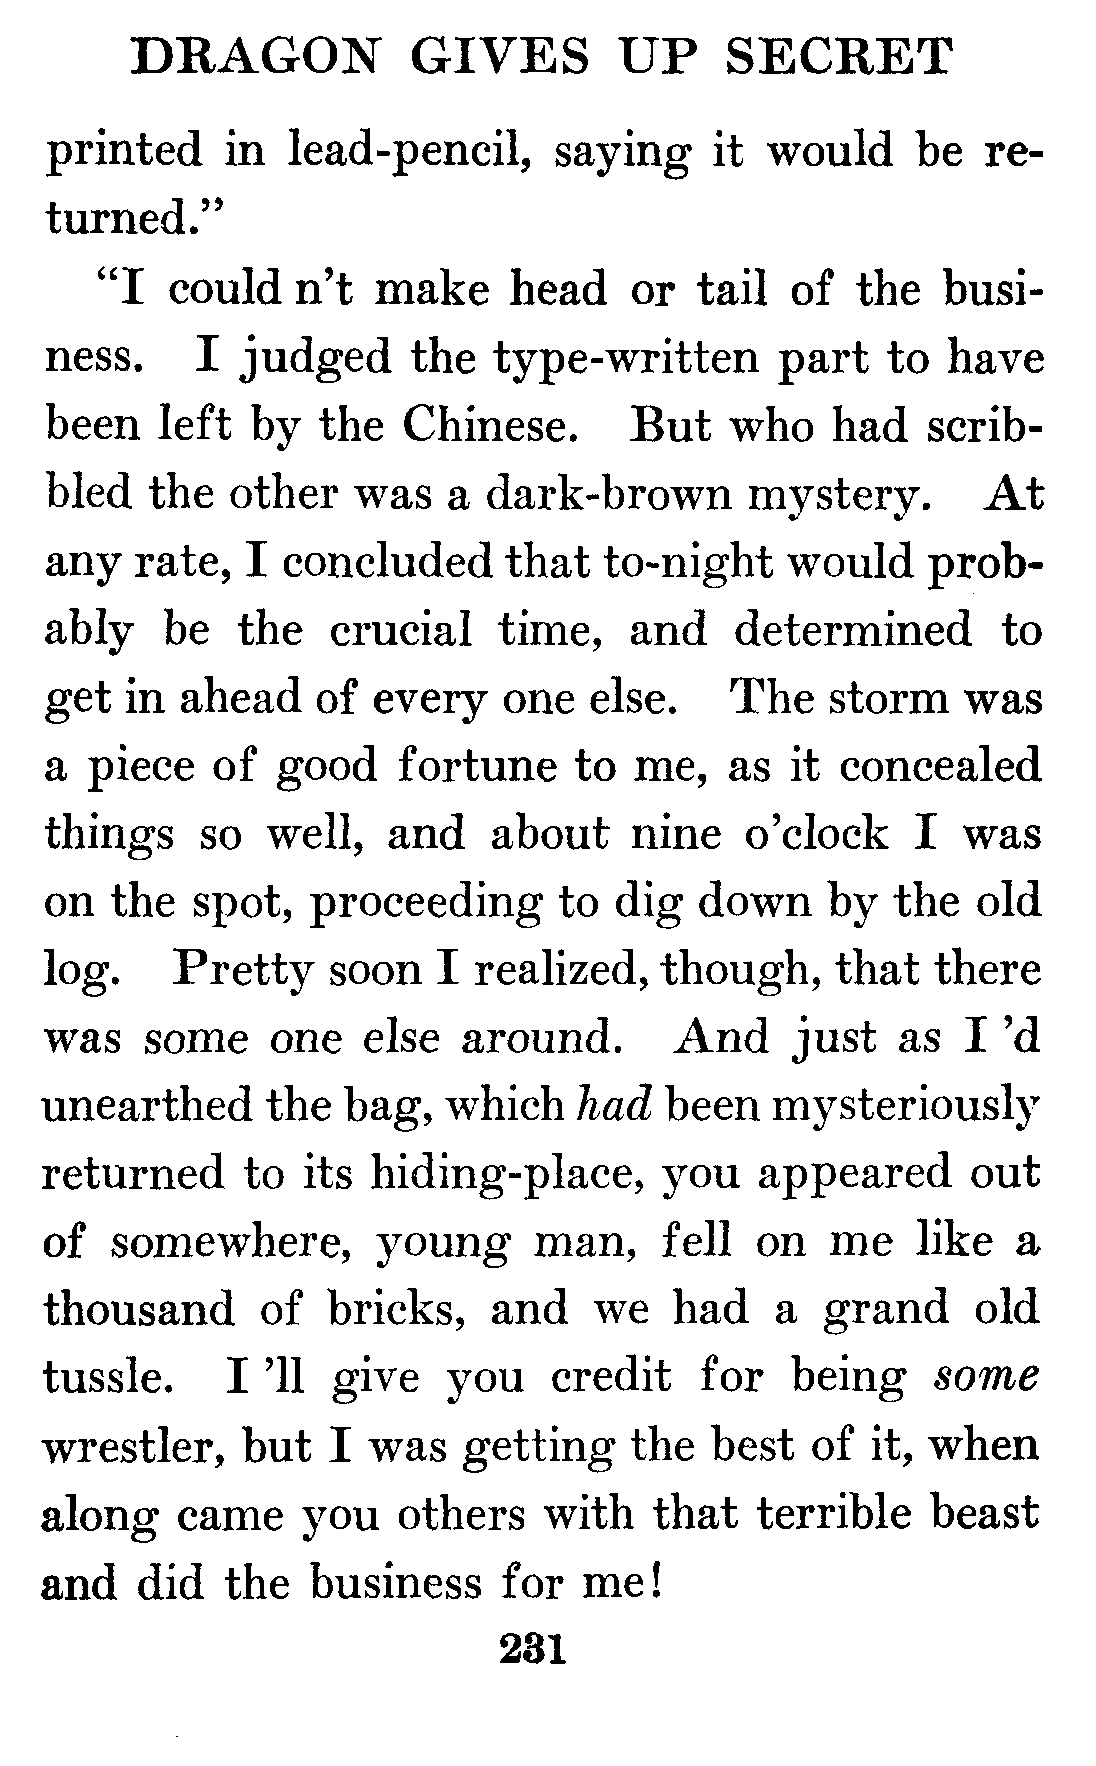 DRAGON GIVES UP SECRET
printed in lead-pencil, saying it would be re-
turned.”
“I could n’t make head or tail of the busi-
ness. I judged the type-written part to have
been left by the Chinese. But who had scrib-
bled the other was a dark-brown mystery. At
any rate, I concluded that to-night would prob-
ably be the crucial time, and determined to
get in ahead of every one else. The storm was
a piece of good fortune to me, as it concealed
things so well, and about nine o’clock I was
on the spot, proceeding to dig down by the old
log. Pretty soon I realized, though, that there
was some one else around. And just as I ’d
unearthed the bag, which had been mysteriously
returned to its hiding-place, you appeared out
of somewhere, young man, fell on me like a
thousand of bricks, and we had a grand old
tussle. I ’ll give you credit for being some
wrestler, but I was getting the best of it, when
along came you others with that terrible beast
and did the business for me!
231